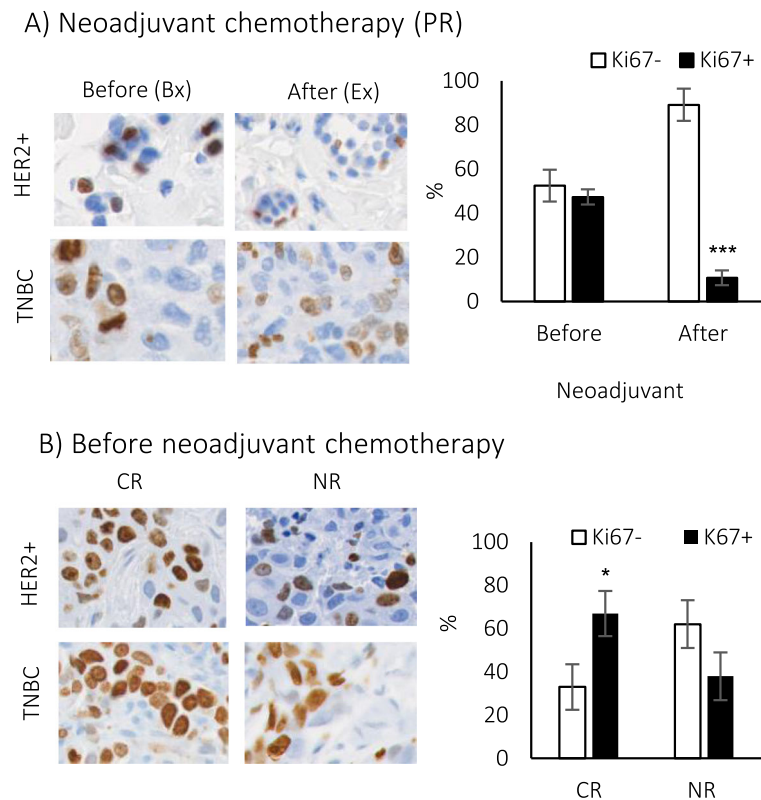 A) Neoadjuvant chemotherapy (PR)
Before (Bx)
After (Ex)
HER2+
TNBC
Ki67-
Ki67+
100
80
60
40
20
0
%
***
Before
After
Neoadjuvant
B) Before neoadjuvant chemotherapy
CR
NR
HER2+
TNBC
Ki67-
K67+
100
80
60
40
20
0
%
*
CR
NR